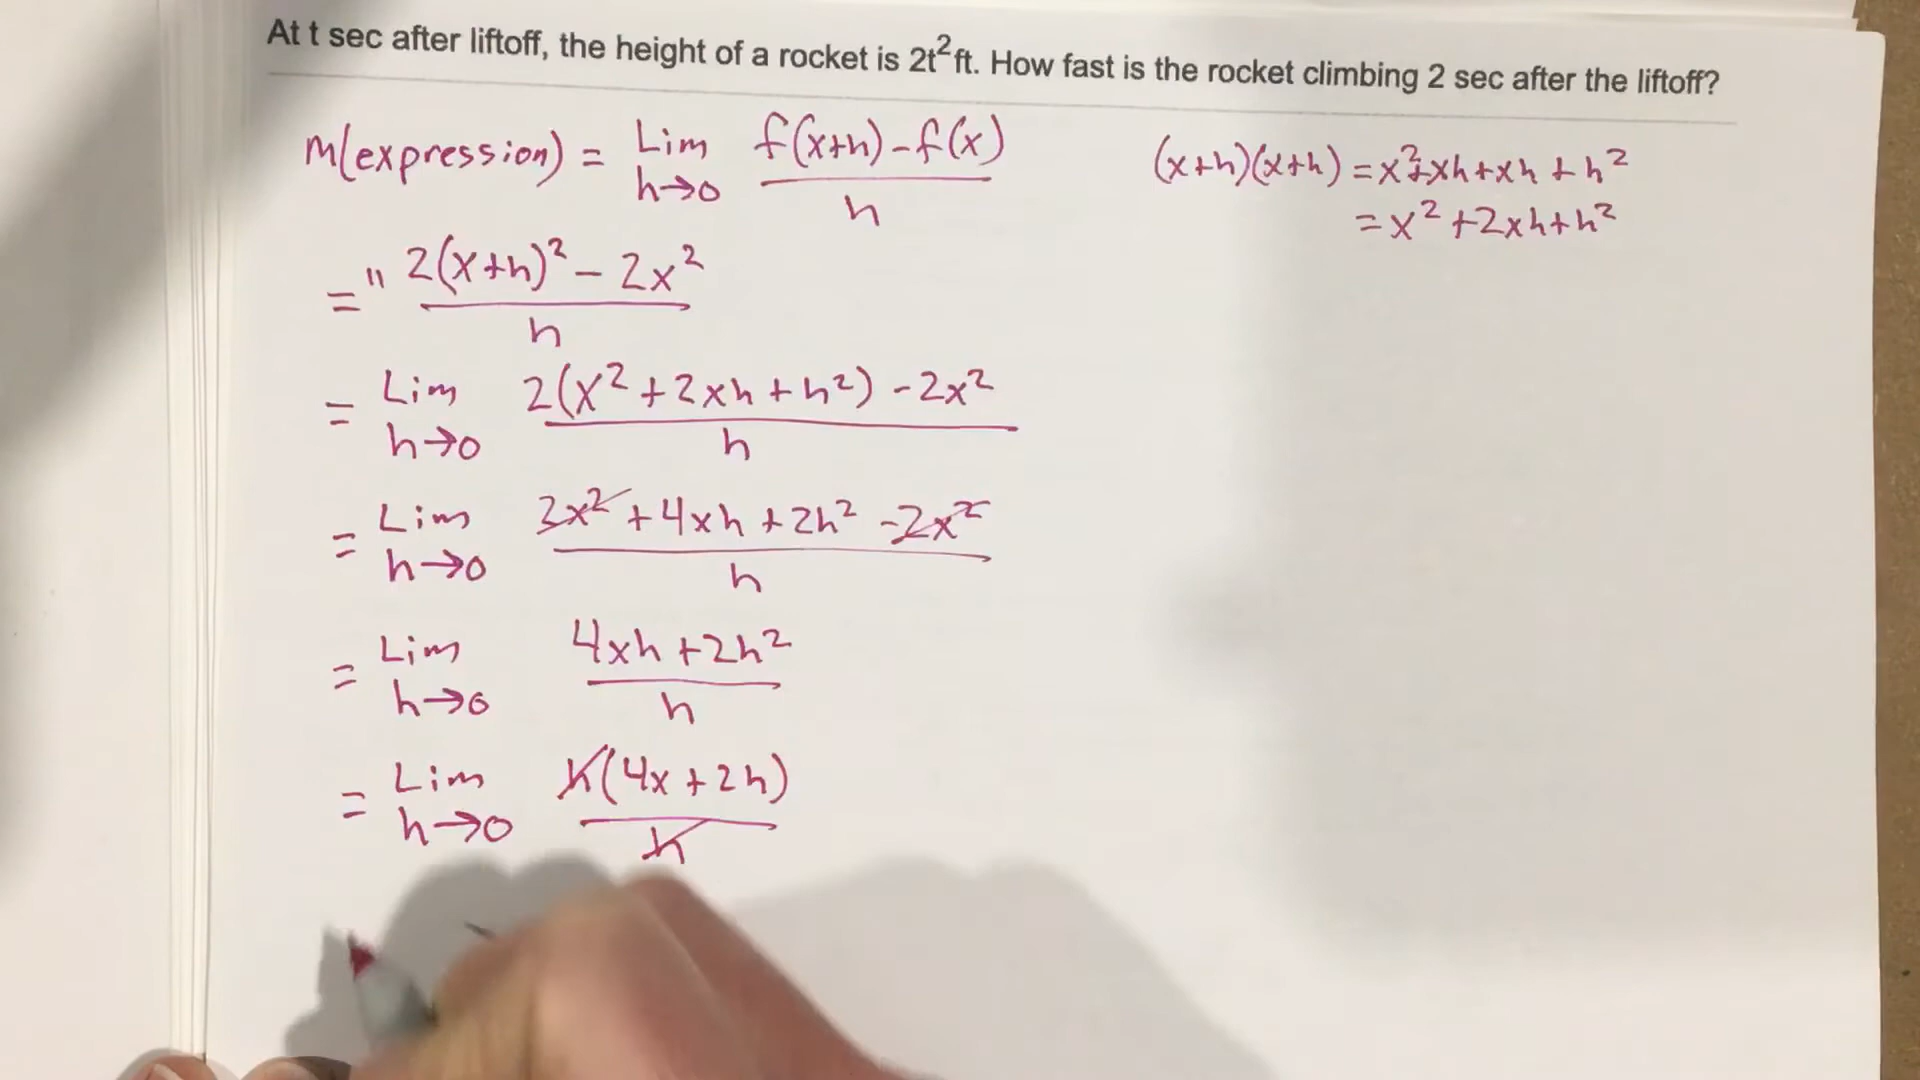 At t sec after liftoff, the height of a rocket is 2t² ft. How fast is the rocket climbing 2 sec after the liftoff?
m(expression) = Lim h→0 f(x+h) - f(x) / h
(x+h)(x+h) = x²+xh+xh+h²
= x²+2xh+h²
= " 2(x+h)² - 2x² / h
= Lim h→0 2(x²+2xh+h²) - 2x² / h
= Lim h→0 2x² + 4xh + 2h² - 2x² / h
= Lim h→0 4xh + 2h² / h
= Lim h→0 h(4x + 2h) / h